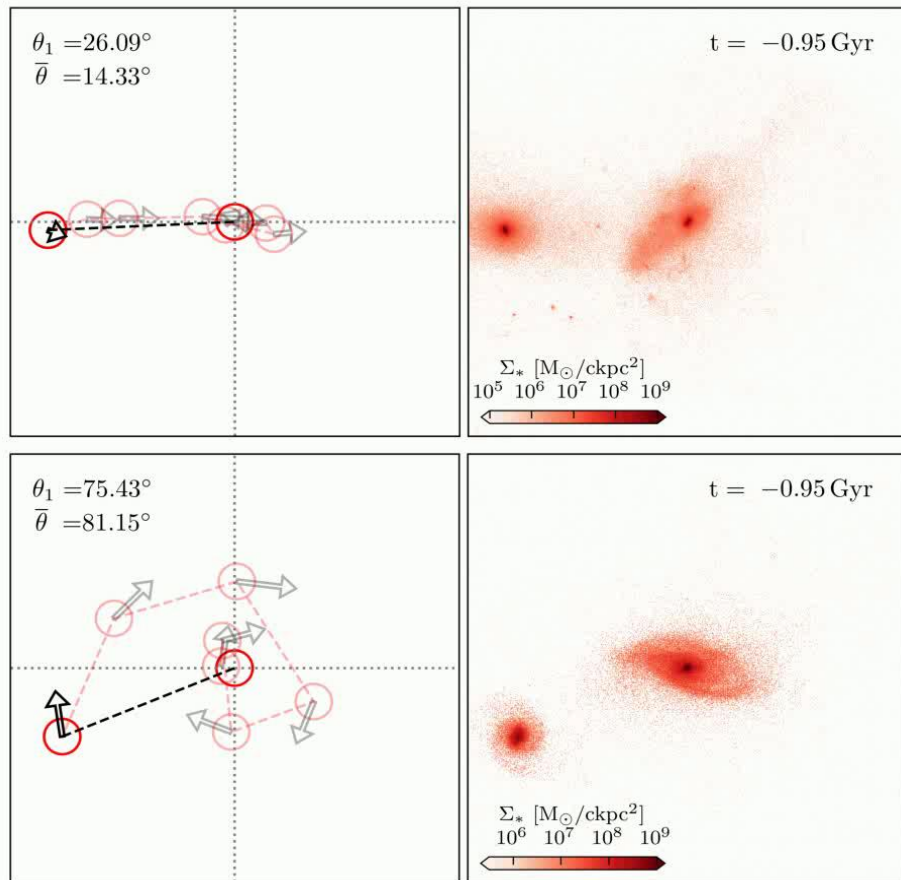 θ₁ =26.09°
θ̅ =14.33°
t = −0.95 Gyr
Σ* [M⊙/ckpc²]
10⁵ 10⁶ 10⁷ 10⁸ 10⁹
θ₁ =75.43°
θ̅ =81.15°
t = −0.95 Gyr
Σ* [M⊙/ckpc²]
10⁶ 10⁷ 10⁸ 10⁹